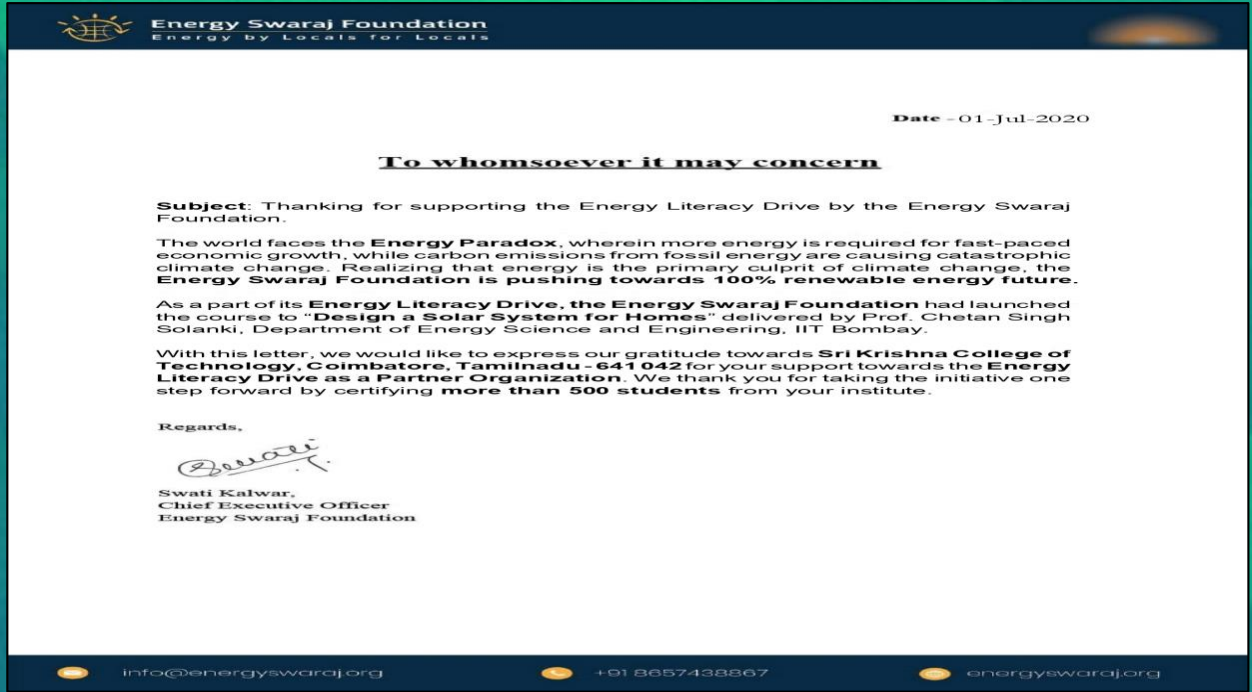 Energy Swaraj Foundation
Energy by Locals for Locals
Date - 01-Jul-2020
To whomsoever it may concern
Subject: Thanking for supporting the Energy Literacy Drive by the Energy Swaraj
Foundation.
The world faces the Energy Paradox, wherein more energy is required for fast-paced
economic growth, while carbon emissions from fossil energy are causing catastrophic
climate change. Realizing that energy is the primary culprit of climate change, the
Energy Swaraj Foundation is pushing towards 100% renewable energy future.
As a part of its Energy Literacy Drive, the Energy Swaraj Foundation had launched
the course to “Design a Solar System for Homes” delivered by Prof. Chetan Singh
Solanki, Department of Energy Science and Engineering, IIT Bombay.
With this letter, we would like to express our gratitude towards Sri Krishna College of
Technology, Coimbatore, Tamilnadu - 641 042 for your support towards the Energy
Literacy Drive as a Partner Organization. We thank you for taking the initiative one
step forward by certifying more than 500 students from your institute.
Regards,
Swati
Swati Kalwar,
Chief Executive Officer
Energy Swaraj Foundation
info@energyswaraj.org +91 8657438867 energyswaraj.org